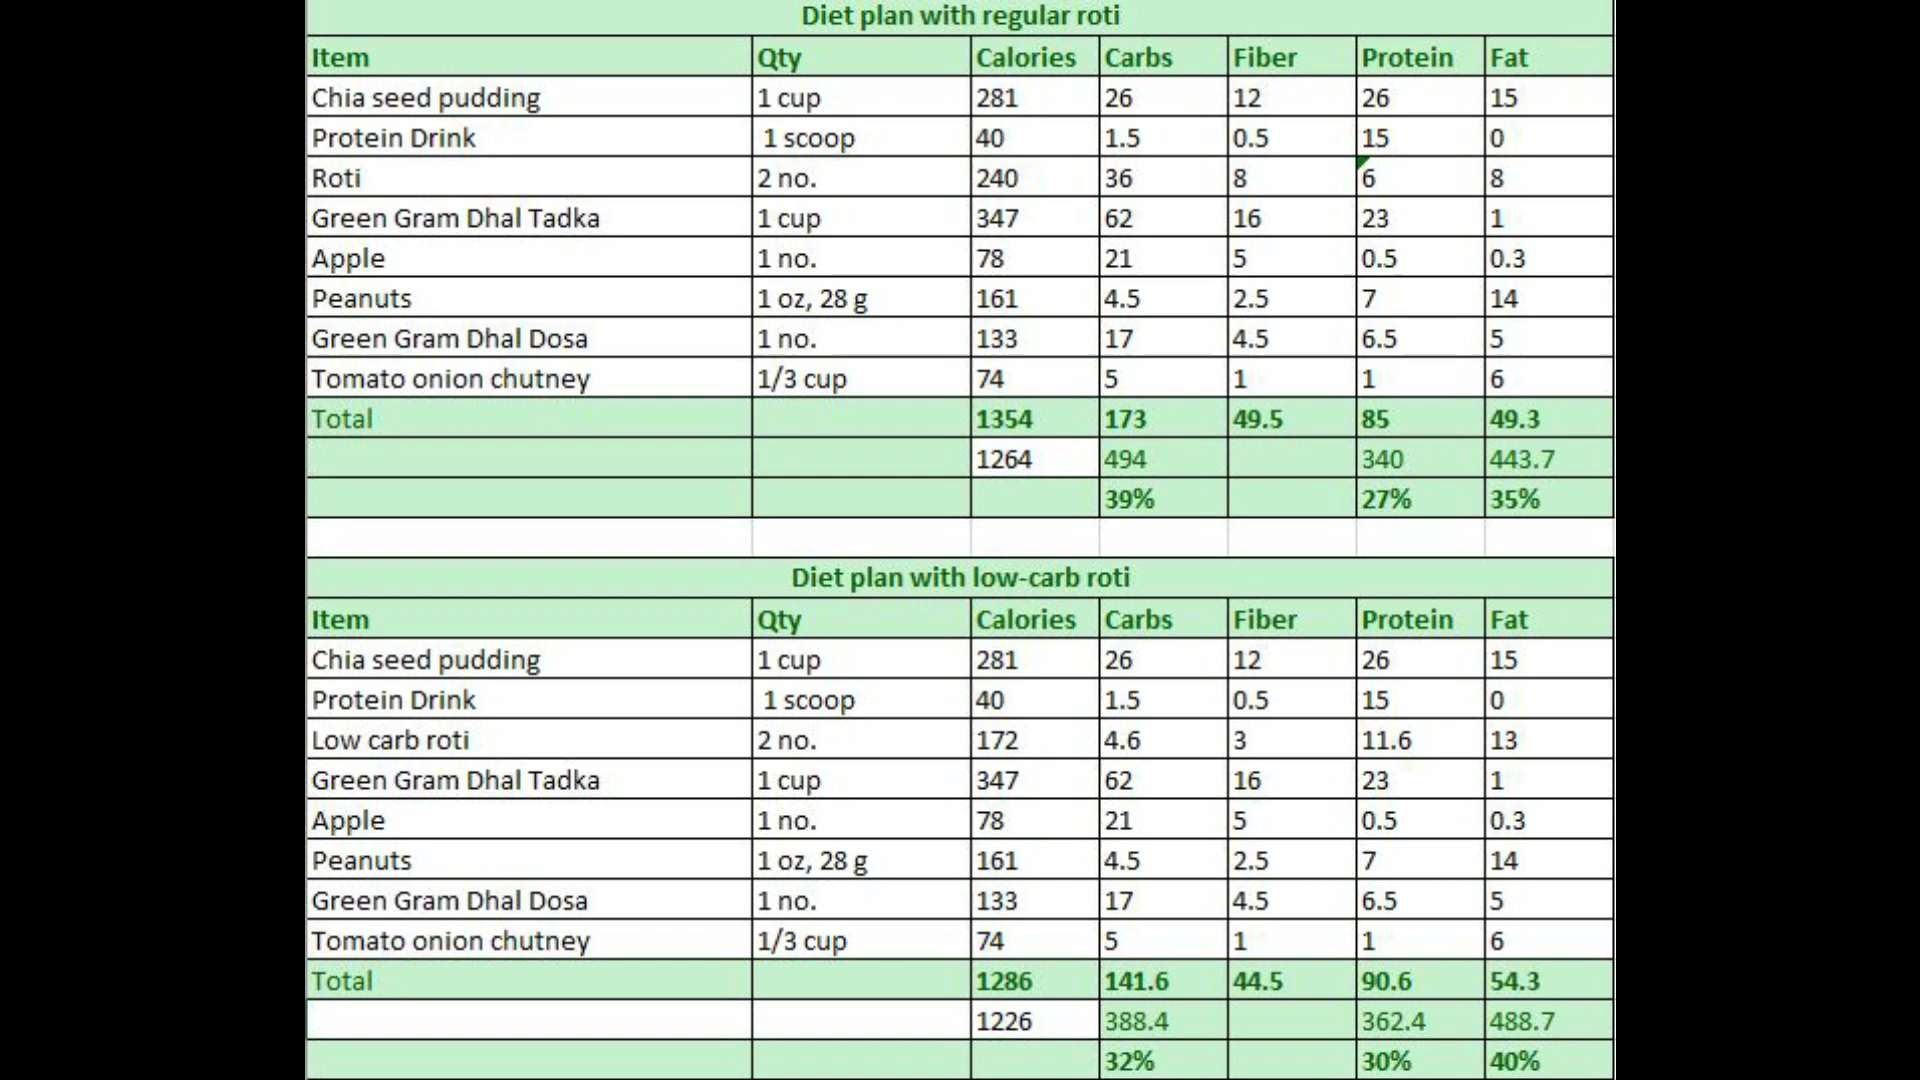 Diet plan with regular roti
Item Qty Calories Carbs Fiber Protein Fat
Chia seed pudding 1 cup 281 26 12 26 15
Protein Drink 1 scoop 40 1.5 0.5 15 0
Roti 2 no. 240 36 8 6 8
Green Gram Dhal Tadka 1 cup 347 62 16 23 1
Apple 1 no. 78 21 5 0.5 0.3
Peanuts 1 oz, 28 g 161 4.5 2.5 7 14
Green Gram Dhal Dosa 1 no. 133 17 4.5 6.5 5
Tomato onion chutney 1/3 cup 74 5 1 1 6
Total 1354 173 49.5 85 49.3
1264 494 340 443.7
39% 27% 35%
Diet plan with low-carb roti
Item Qty Calories Carbs Fiber Protein Fat
Chia seed pudding 1 cup 281 26 12 26 15
Protein Drink 1 scoop 40 1.5 0.5 15 0
Low carb roti 2 no. 172 4.6 3 11.6 13
Green Gram Dhal Tadka 1 cup 347 62 16 23 1
Apple 1 no. 78 21 5 0.5 0.3
Peanuts 1 oz, 28 g 161 4.5 2.5 7 14
Green Gram Dhal Dosa 1 no. 133 17 4.5 6.5 5
Tomato onion chutney 1/3 cup 74 5 1 1 6
Total 1286 141.6 44.5 90.6 54.3
1226 388.4 362.4 488.7
32% 30% 40%